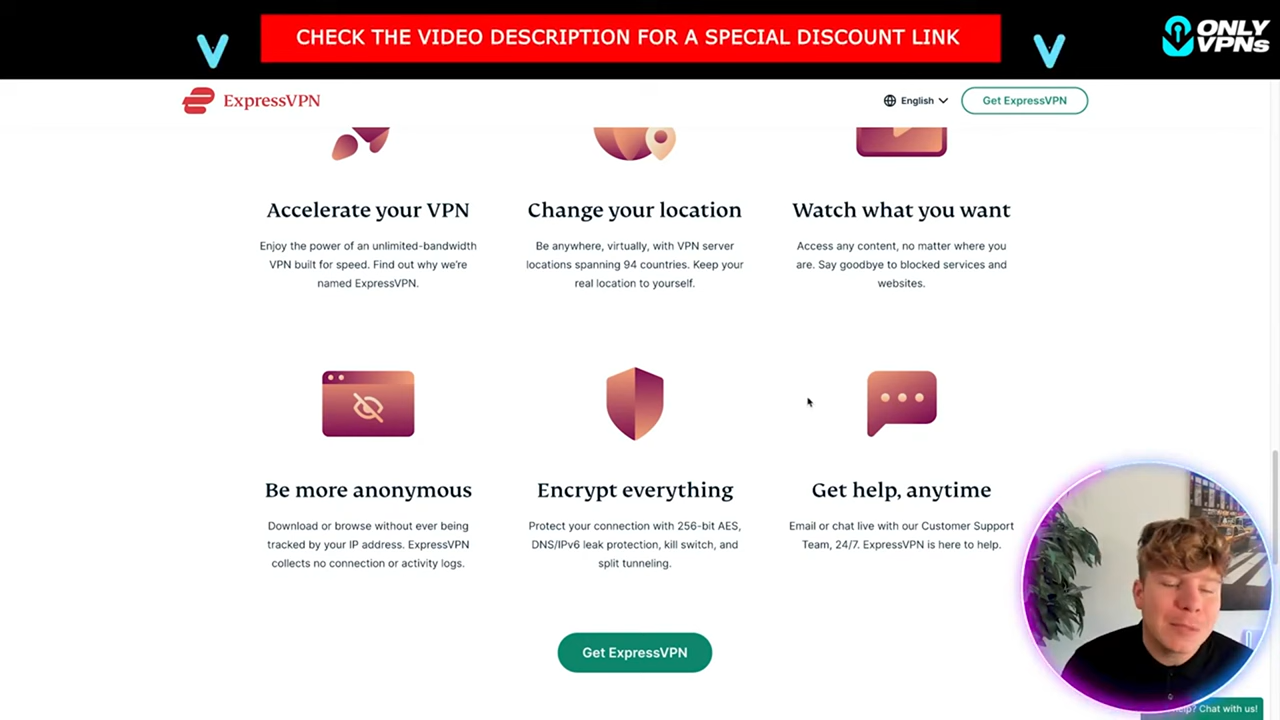 CHECK THE VIDEO DESCRIPTION FOR A SPECIAL DISCOUNT LINK
ONLY
VPNs
ExpressVPN
English
Get ExpressVPN
Accelerate your VPN
Enjoy the power of an unlimited-bandwidth
VPN built for speed. Find out why we're
named ExpressVPN.
Change your location
Be anywhere, virtually, with VPN server
locations spanning 94 countries. Keep your
real location to yourself.
Watch what you want
Access any content, no matter where you
are. Say goodbye to blocked services and
websites.
Be more anonymous
Download or browse without ever being
tracked by your IP address. ExpressVPN
collects no connection or activity logs.
Encrypt everything
Protect your connection with 256-bit AES,
DNS/IPv6 leak protection, kill switch, and
split tunneling.
Get help, anytime
Email or chat live with our Customer Support
Team, 24/7. ExpressVPN is here to help.
Get ExpressVPN
Chat with us!